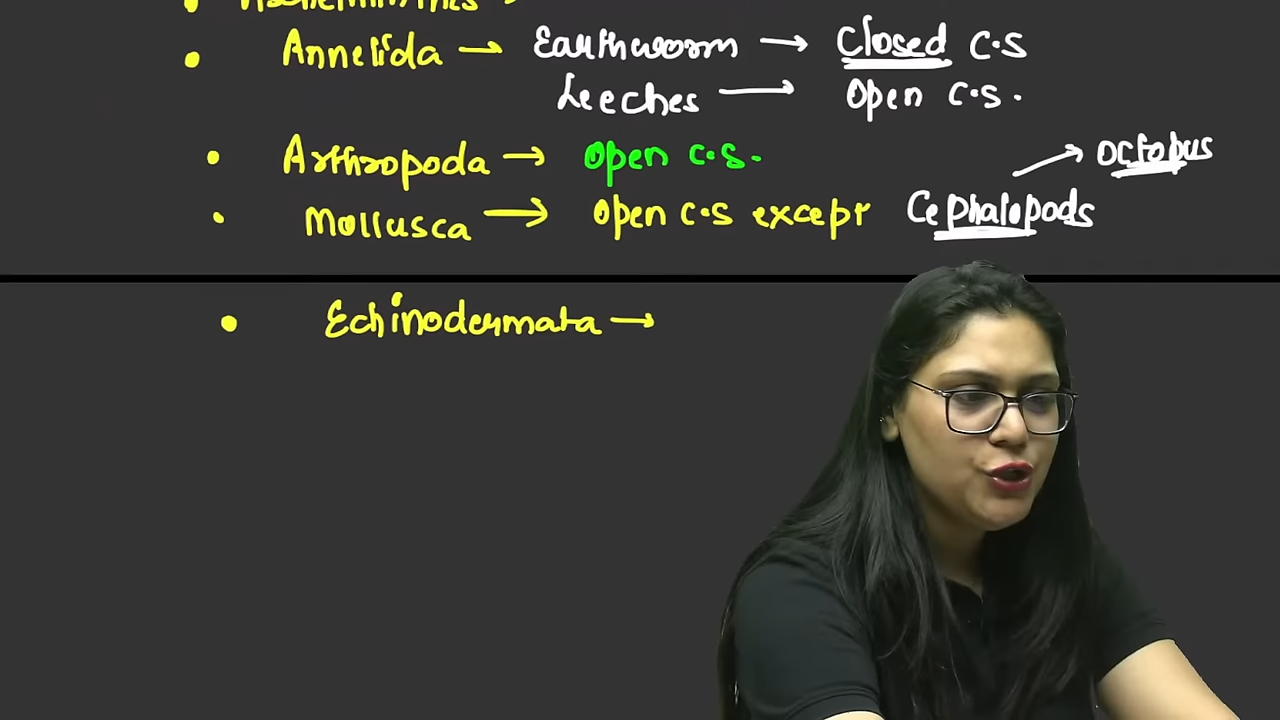 • Annelida → Earthworm → Closed C.S
Leeches → Open C.S.
• Arthropoda → Open C.S.
→ Octopus
• Mollusca → Open C.S except Cephalopods
• Echinodermata →